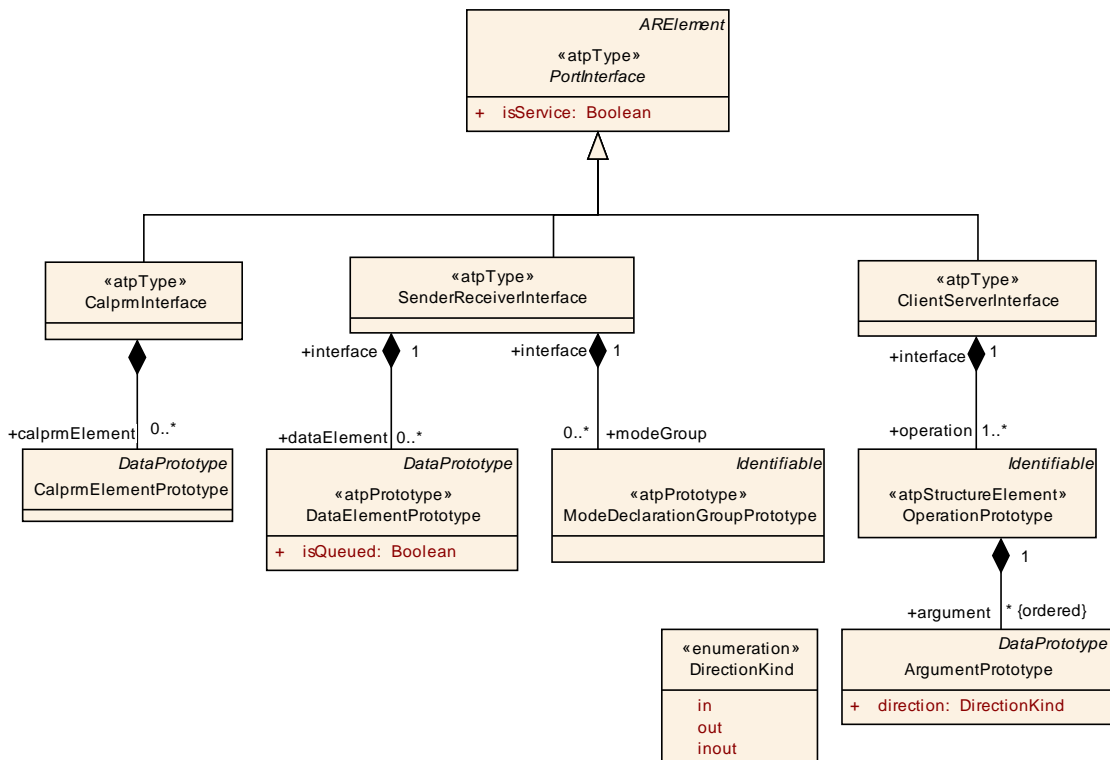 ARElement
«atpType»
PortInterface
+ isService: Boolean
«atpType»
CalprmInterface
«atpType»
SenderReceiverInterface
«atpType»
ClientServerInterface
+interface 1
+interface 1
+interface 1
+calprmElement 0..*
+dataElement 0..*
0..* +modeGroup
+operation 1..*
DataPrototype
CalprmElementPrototype
DataPrototype
«atpPrototype»
DataElementPrototype
+ isQueued: Boolean
Identifiable
«atpPrototype»
ModeDeclarationGroupPrototype
Identifiable
«atpStructureElement»
OperationPrototype
1
+argument * {ordered}
«enumeration»
DirectionKind
in
out
inout
DataPrototype
ArgumentPrototype
+ direction: DirectionKind